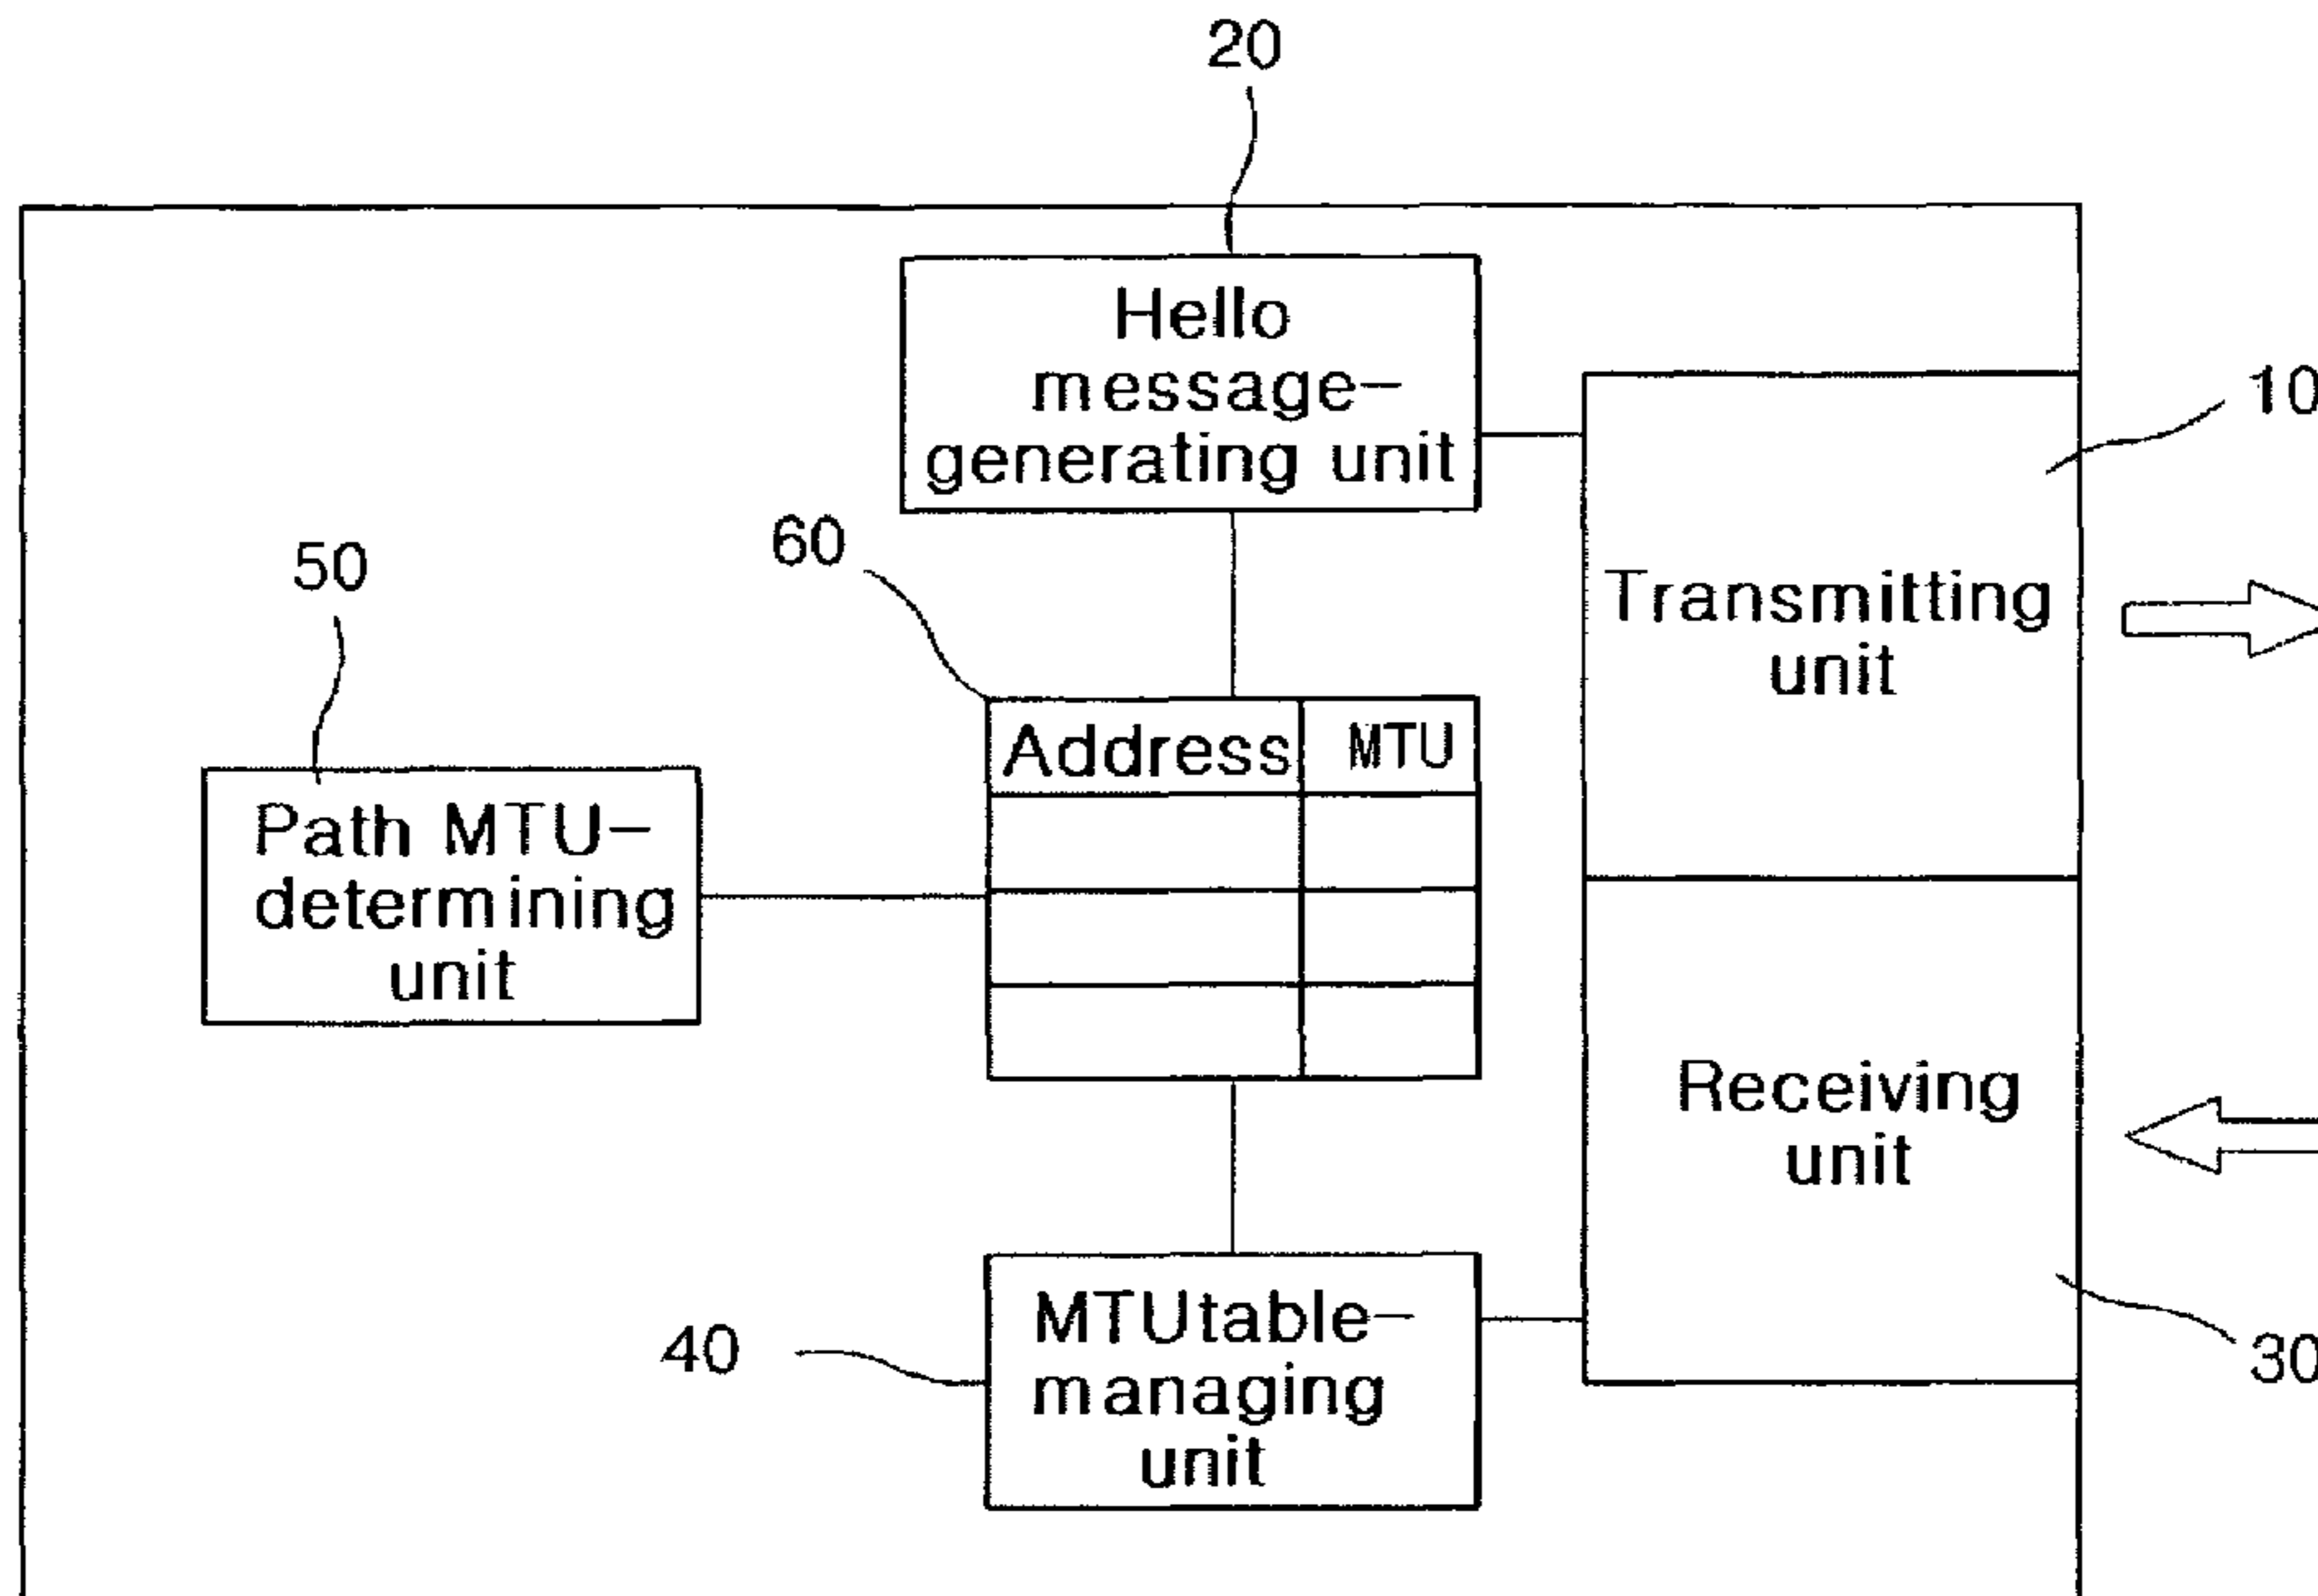 20
Hello
message-
generating unit
10
60
50
Transmitting
unit
Address MTU
Path MTU-
determining
unit
Receiving
unit
MTUtable-
managing
unit
40
30